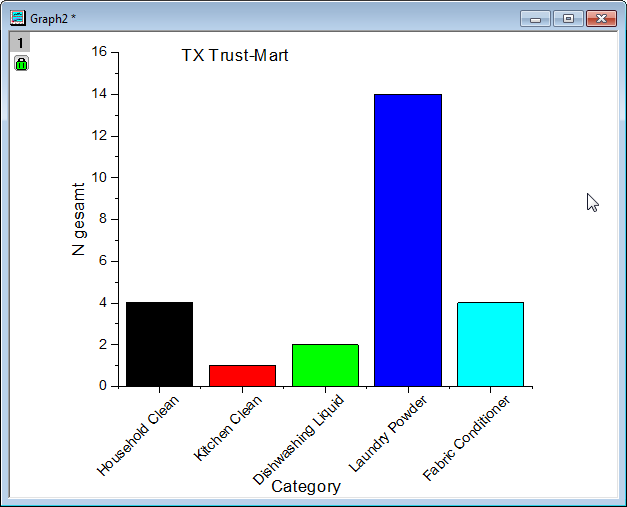 Graph2 *
1
TX Trust-Mart
16
14
12
10
8
6
4
2
0
N gesamt
Household Clean
Kitchen Clean
Dishwashing Liquid
Laundry Powder
Fabric Conditioner
Category